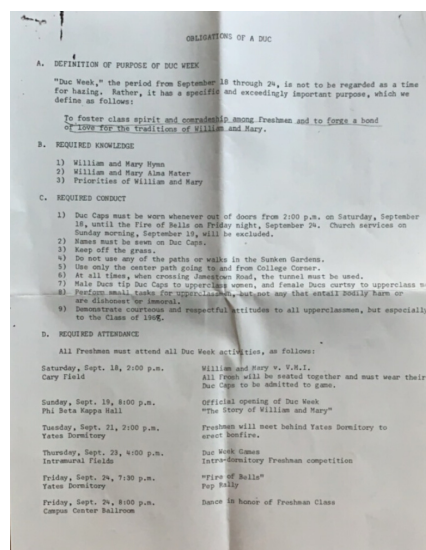 OBLIGATIONS OF A DUC
A. DEFINITION OF PURPOSE OF DUC WEEK
"Duc Week," the period from September 18 through 24, is not to be regarded as a time
for hazing. Rather, it has a specific and exceedingly important purpose, which we
define as follows:
To foster class spirit and comradeship among Freshman and to forge a bond
of love for the traditions of William and Mary.
B. REQUIRED KNOWLEDGE
1) William and Mary Hymn
2) William and Mary Alma Mater
3) Priorities of William and Mary
C. REQUIRED CONDUCT
1) Duc Caps must be worn whenever out of doors from 2:00 p.m. on Saturday, September
18, until the Fire of Bells on Friday night, September 24. Church services on
Sunday morning, September 19, will be excluded.
2) Names must be sewn on Duc Caps.
3) Keep off the grass.
4) Do not use any of the paths or walks in the Sunken Gardens.
5) Use only the center path going to and from College Corner.
6) At all times, when crossing Jamestown Road, the tunnel must be used.
7) Male Ducs tip Duc Caps to upperclass women, and female Ducs curtsy to upperclass
8) Perform small tasks for upperclassmen, but not any that entail bodily harm or
are dishonest or immoral.
9) Demonstrate courteous and respectful attitudes to all upperclassmen, but especially
to the Class of
D. REQUIRED ATTENDANCE
All Freshmen must attend all Duc Week activities, as follows:
Saturday, Sept. 18, 2:00 p.m. William and Mary v. V.M.I.
Cary Field All Frosh will be seated together and must wear their
Duc Caps to be admitted to game.
Sunday, Sept. 19, 8:00 p.m. Official opening of Duc Week
Phi Beta Kappa Hall "The Story of William and Mary"
Tuesday, Sept. 21, 2:00 p.m. Freshmen will meet behind Yates Dormitory to
Yates Dormitory erect bonfire.
Thursday, Sept. 23, 4:00 p.m. Duc Week Games
Intramural Fields Intra-dormitory Freshman competition
Friday, Sept. 24, 7:30 p.m. "Fire of Bells"
Yates Dormitory Pep Rally
Friday, Sept. 24, 8:00 p.m. Dance in honor of Freshman Class
Campus Center Ballroom